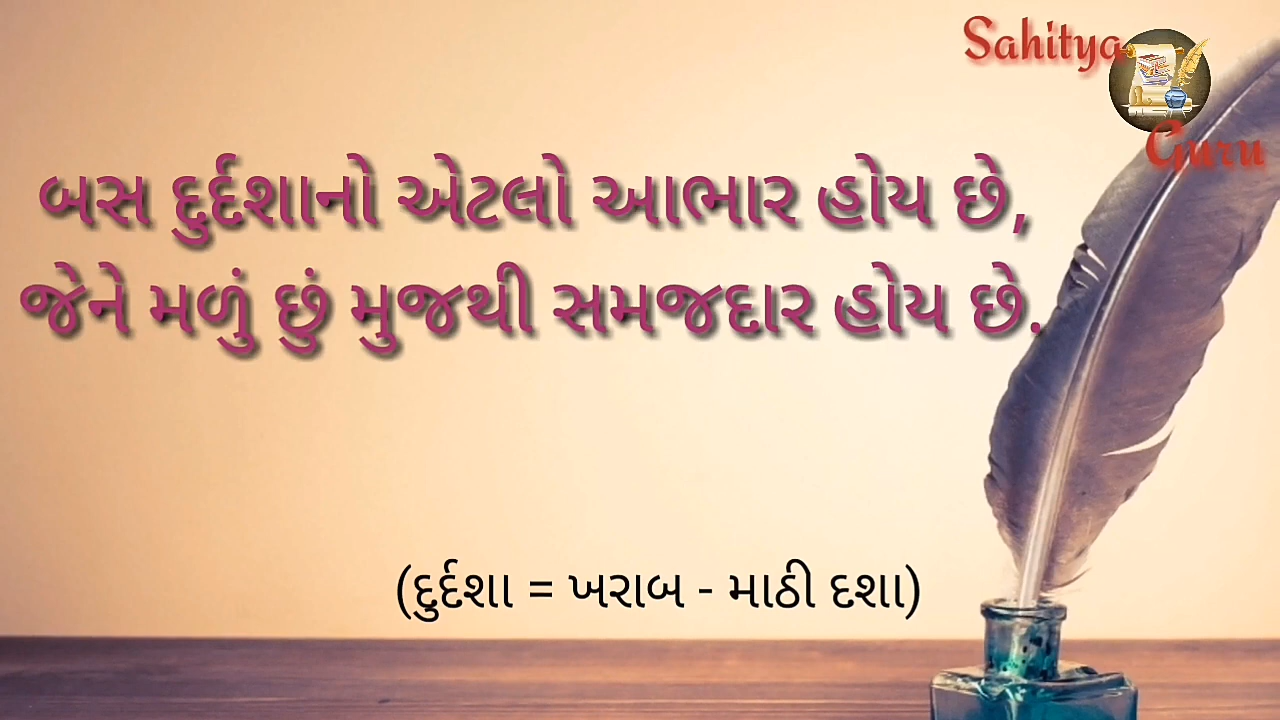 Sahitya
Guru
બસ દુર્દશાનો એટલો આભાર હોય છે,
જેને મળું છું મુજથી સમજદાર હોય છે.
(દુર્દશા = ખરાબ - માઠી દશા)